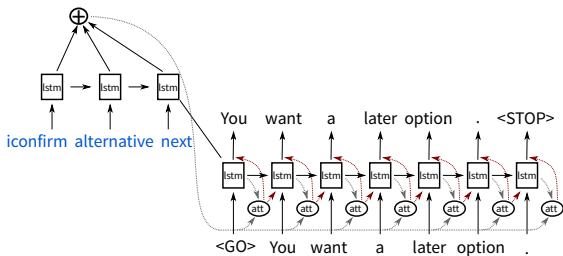 lstm lstm lstm
iconfirm alternative next
You want a later option . <STOP>
lstm lstm lstm lstm lstm lstm lstm
att att att att att att att
<GO> You want a later option .